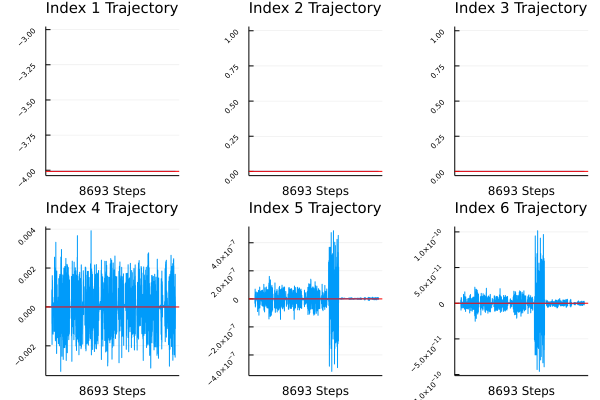 Index 1 Trajectory
−3.00
−3.25
−3.50
−3.75
−4.00
8693 Steps
Index 2 Trajectory
1.00
0.75
0.50
0.25
0.00
8693 Steps
Index 3 Trajectory
1.00
0.75
0.50
0.25
0.00
8693 Steps
Index 4 Trajectory
0.004
0.002
0.000
−0.002
8693 Steps
Index 5 Trajectory
4.0×10⁻⁷
2.0×10⁻⁷
0
−2.0×10⁻⁷
−4.0×10⁻⁷
8693 Steps
Index 6 Trajectory
1.0×10⁻¹⁰
5.0×10⁻¹¹
0
−5.0×10⁻¹¹
.0×10⁻¹⁰
8693 Steps